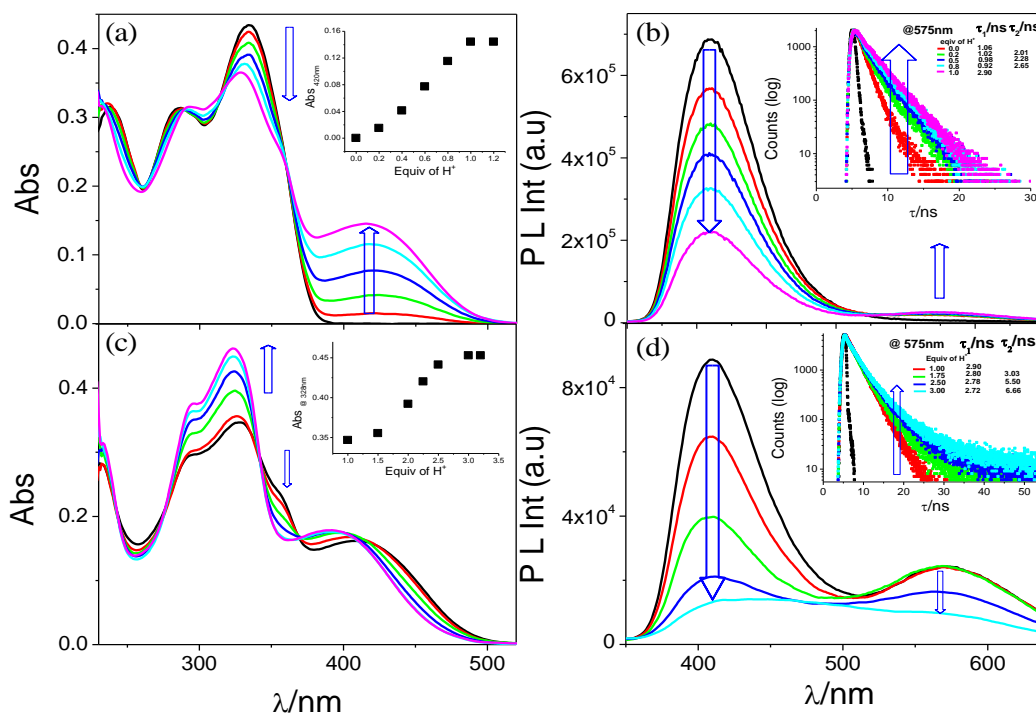 (a)
Abs
0.4
0.3
0.2
0.1
0.0
Abs 420nm
0.16
0.12
0.08
0.04
0.00
0.0 0.2 0.4 0.6 0.8 1.0 1.2
Equiv of H+
(b)
P L Int (a.u)
6x10^5
4x10^5
2x10^5
0
@575nm τ1/ns τ2/ns
eqiv of H+
0.0 1.06
0.2 1.02 2.01
0.5 0.98 2.28
0.8 0.92 2.65
1.0 2.90
Counts (log)
1000
100
10
0 10 20 30
τ/ns
(c)
Abs
0.4
0.2
0.0
300 400 500
λ/nm
Abs @ 328nm
0.45
0.40
0.35
1.0 1.5 2.0 2.5 3.0 3.5
Equiv of H+
(d)
P L Int (a.u)
8x10^4
4x10^4
0
400 500 600
λ/nm
@ 575nm τ1/ns τ2/ns
Equiv of H+
1.00 2.90
1.75 2.80 3.03
2.50 2.78 5.50
3.00 2.72 6.66
Counts (log)
1000
100
10
0 10 20 30 40 50
τ/ns